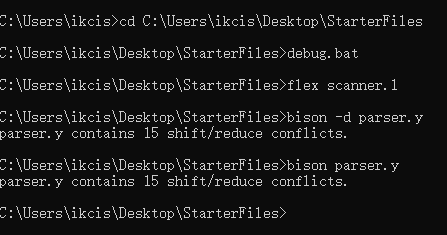 C:\Users\ikcis>cd C:\Users\ikcis\Desktop\StarterFiles
C:\Users\ikcis\Desktop\StarterFiles>debug.bat
C:\Users\ikcis\Desktop\StarterFiles>flex scanner.l
C:\Users\ikcis\Desktop\StarterFiles>bison -d parser.y
parser.y contains 15 shift/reduce conflicts.
C:\Users\ikcis\Desktop\StarterFiles>bison parser.y
parser.y contains 15 shift/reduce conflicts.
C:\Users\ikcis\Desktop\StarterFiles>